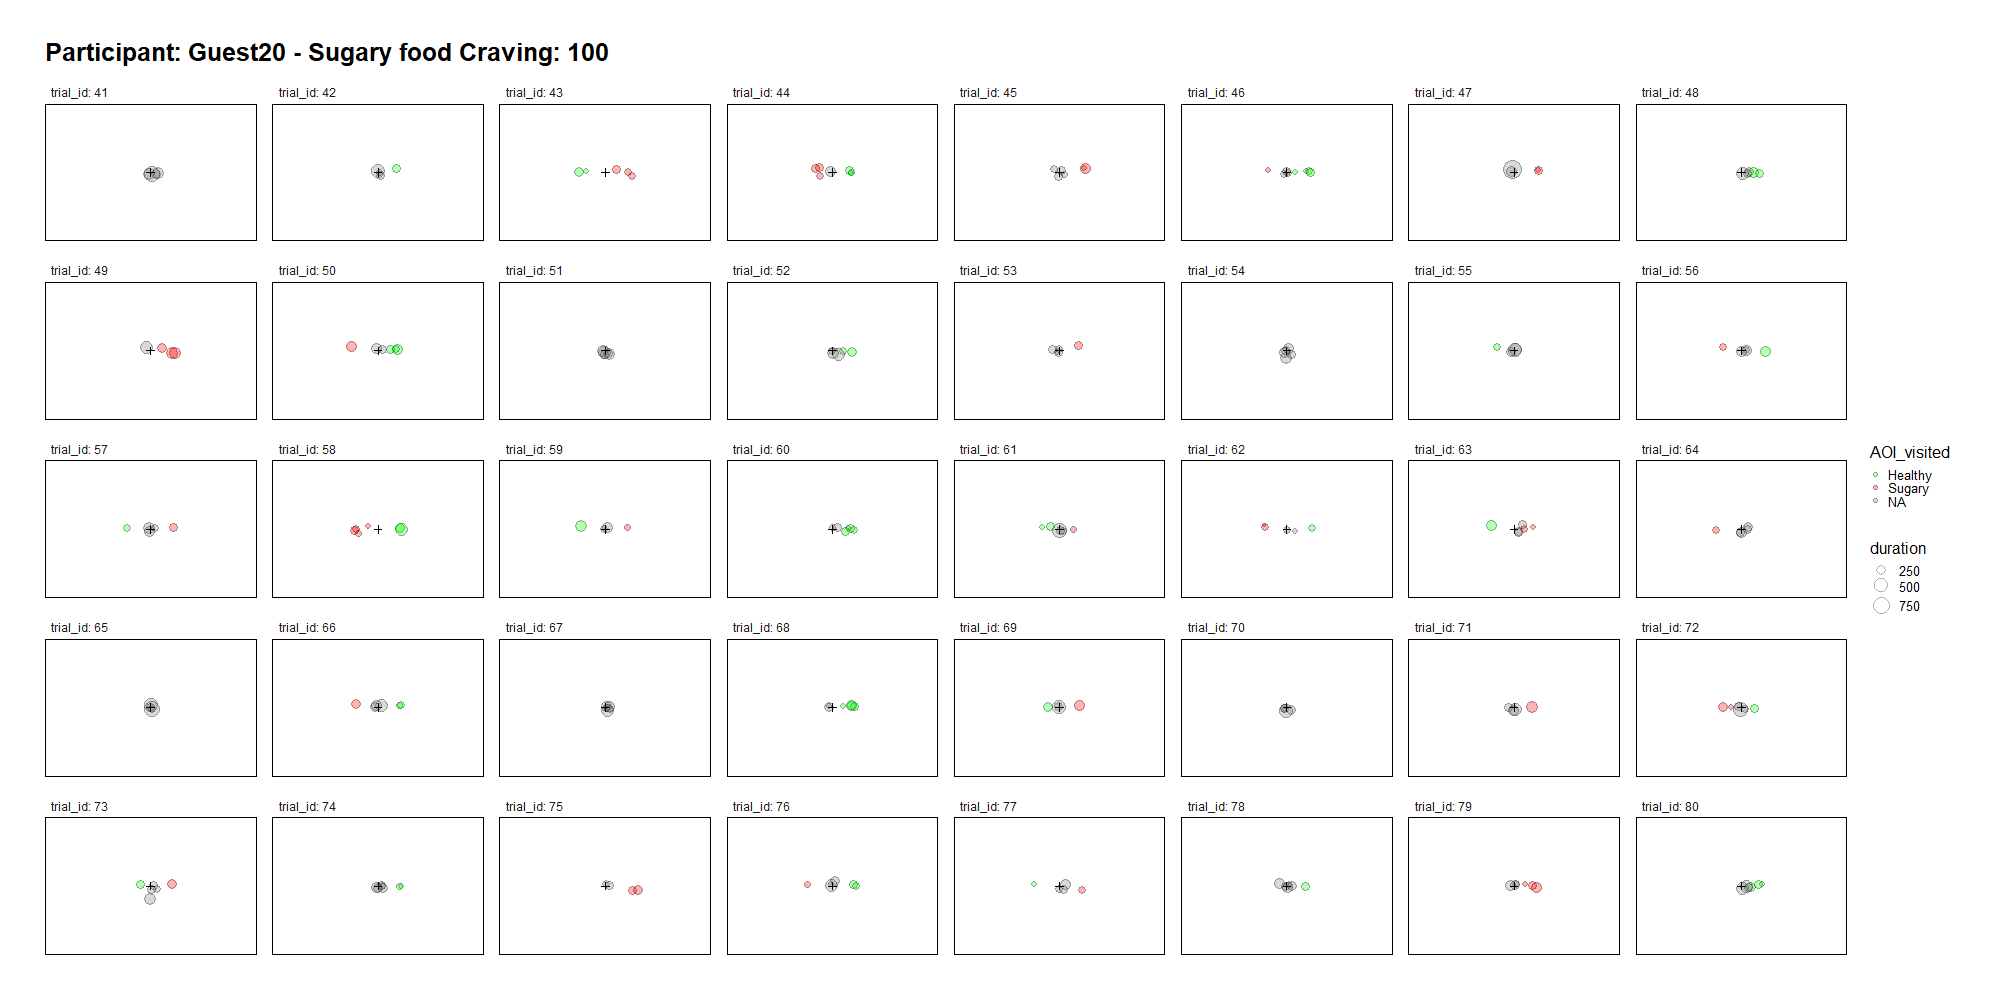 Participant: Guest20 - Sugary food Craving: 100
trial_id: 41
trial_id: 42
trial_id: 43
trial_id: 44
trial_id: 45
trial_id: 46
trial_id: 47
trial_id: 48
trial_id: 49
trial_id: 50
trial_id: 51
trial_id: 52
trial_id: 53
trial_id: 54
trial_id: 55
trial_id: 56
trial_id: 57
trial_id: 58
trial_id: 59
trial_id: 60
trial_id: 61
trial_id: 62
trial_id: 63
trial_id: 64
trial_id: 65
trial_id: 66
trial_id: 67
trial_id: 68
trial_id: 69
trial_id: 70
trial_id: 71
trial_id: 72
trial_id: 73
trial_id: 74
trial_id: 75
trial_id: 76
trial_id: 77
trial_id: 78
trial_id: 79
trial_id: 80
AOI_visited
Healthy
Sugary
NA
duration
250
500
750